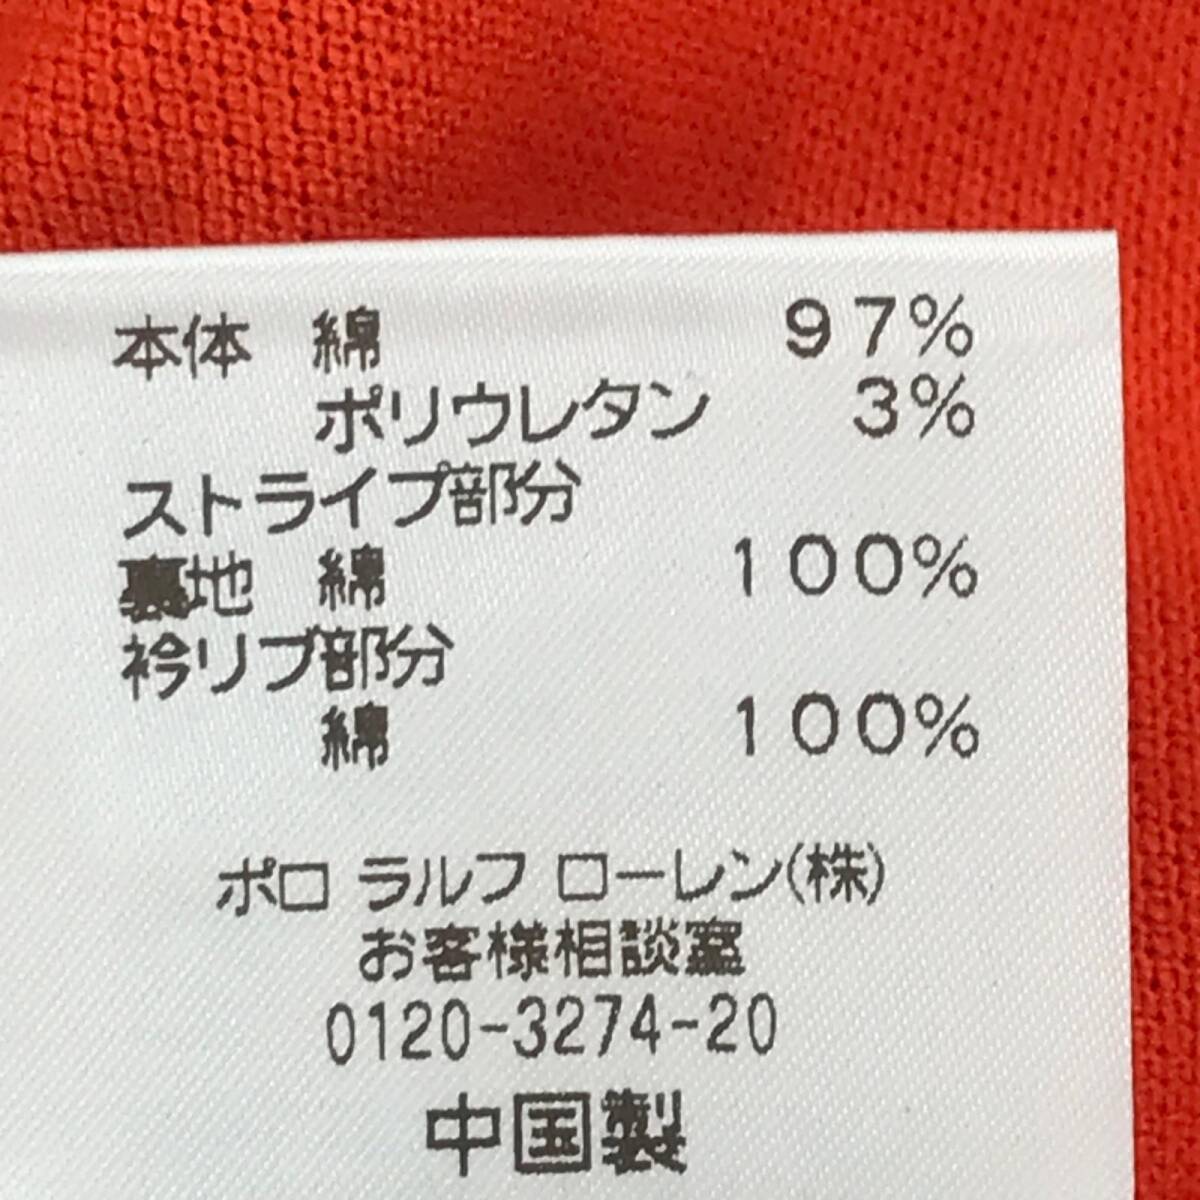 本体 綿 97%
ポリウレタン 3%
ストライプ部分
裏地 綿 100%
衿リブ部分
綿 100%
ポロ ラルフ ローレン(株)
お客様相談室
0120-3274-20
中国製